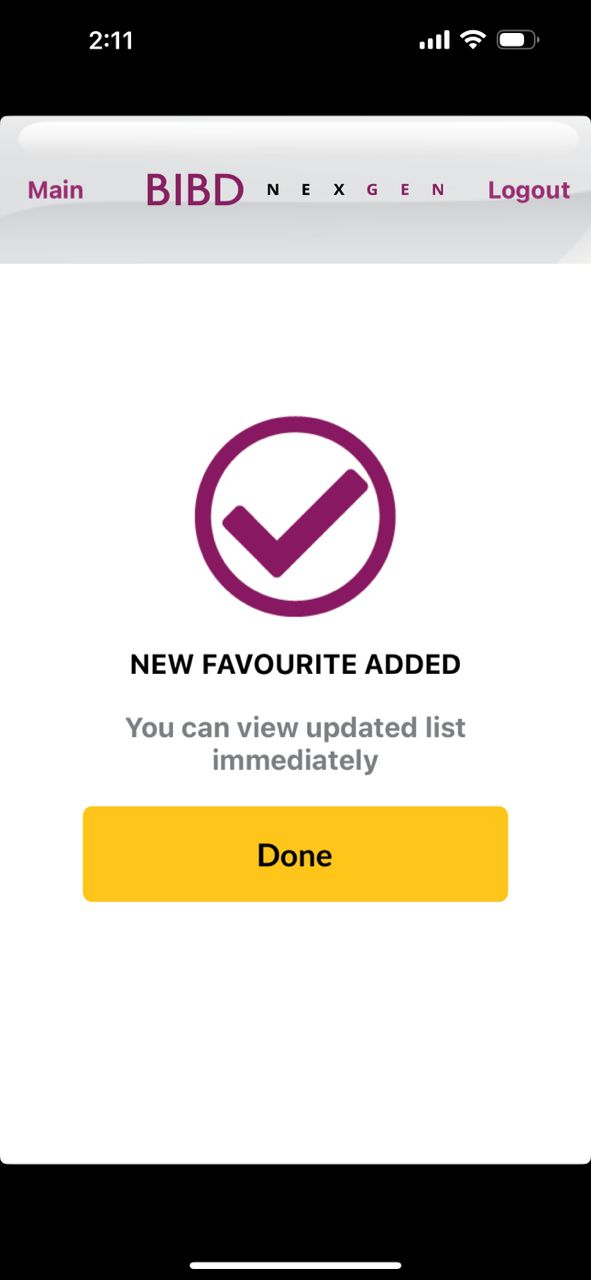 2:11
Main BIBD NEXGEN Logout
NEW FAVOURITE ADDED
You can view updated list
immediately
Done